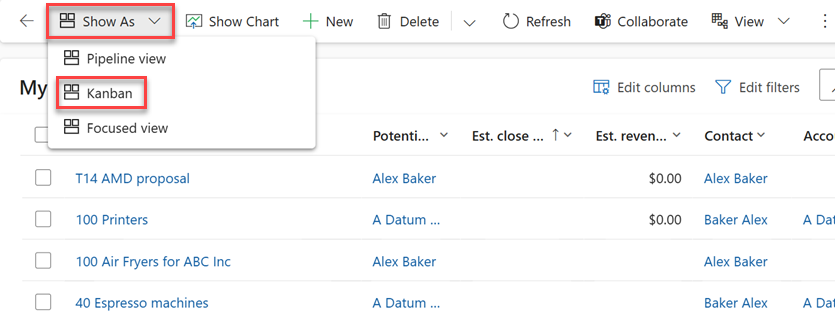 Show As Show Chart New Delete Refresh Collaborate View
Pipeline view
Kanban
Focused view
My
Edit columns Edit filters
Potenti... Est. close ... Est. reven... Contact Acco
T14 AMD proposal Alex Baker $0.00 Alex Baker
100 Printers A Datum ... $0.00 Baker Alex A Dat
100 Air Fryers for ABC Inc Alex Baker Alex Baker
40 Espresso machines A Datum ... Baker Alex A Dat